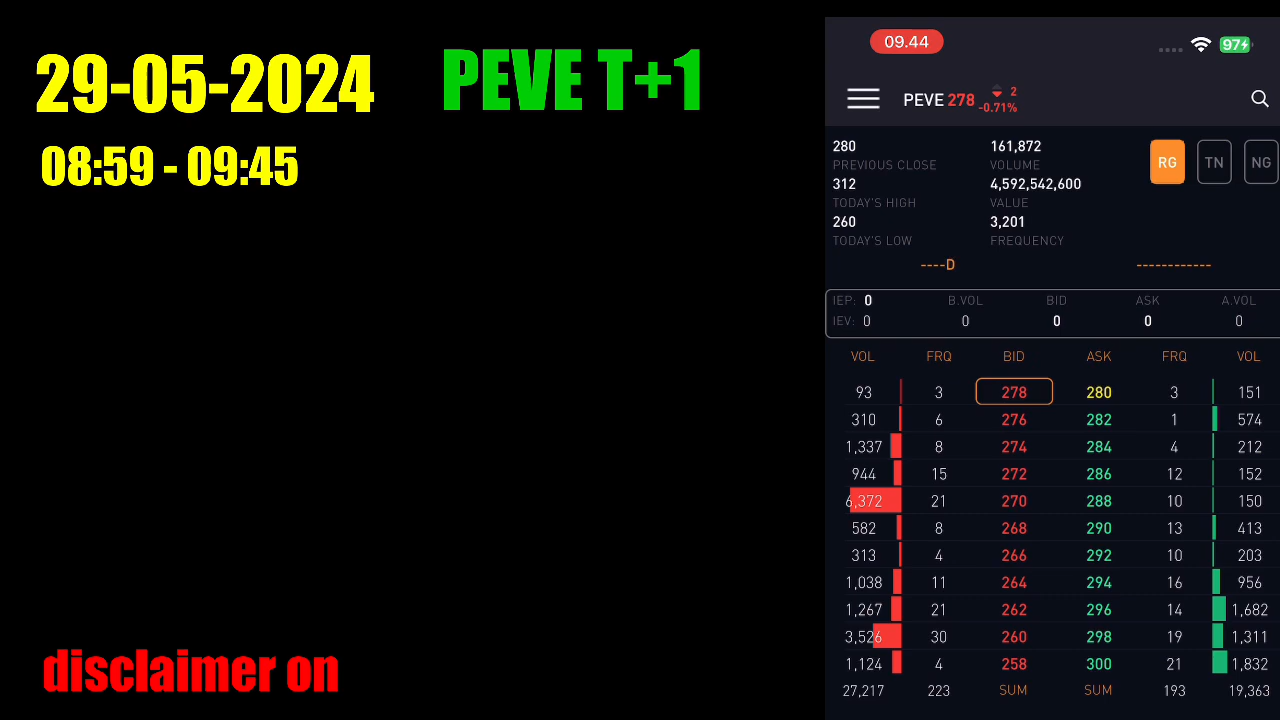 29-05-2024
PEVE T+1
08:59 - 09:45
disclaimer on
09.44
97
PEVE 278 2 -0.71%
280 161,872
PREVIOUS CLOSE VOLUME
312 4,592,542,600
TODAY'S HIGH VALUE
260 3,201
TODAY'S LOW FREQUENCY
RG TN NG
----D ------------
IEP: 0 B.VOL BID ASK A.VOL
IEV: 0 0 0 0 0
VOL FRQ BID ASK FRQ VOL
93 3 278 280 3 151
310 6 276 282 1 574
1,337 8 274 284 4 212
944 15 272 286 12 152
6,372 21 270 288 10 150
582 8 268 290 13 413
313 4 266 292 10 203
1,038 11 264 294 16 956
1,267 21 262 296 14 1,682
3,526 30 260 298 19 1,311
1,124 4 258 300 21 1,832
27,217 223 SUM SUM 193 19,363